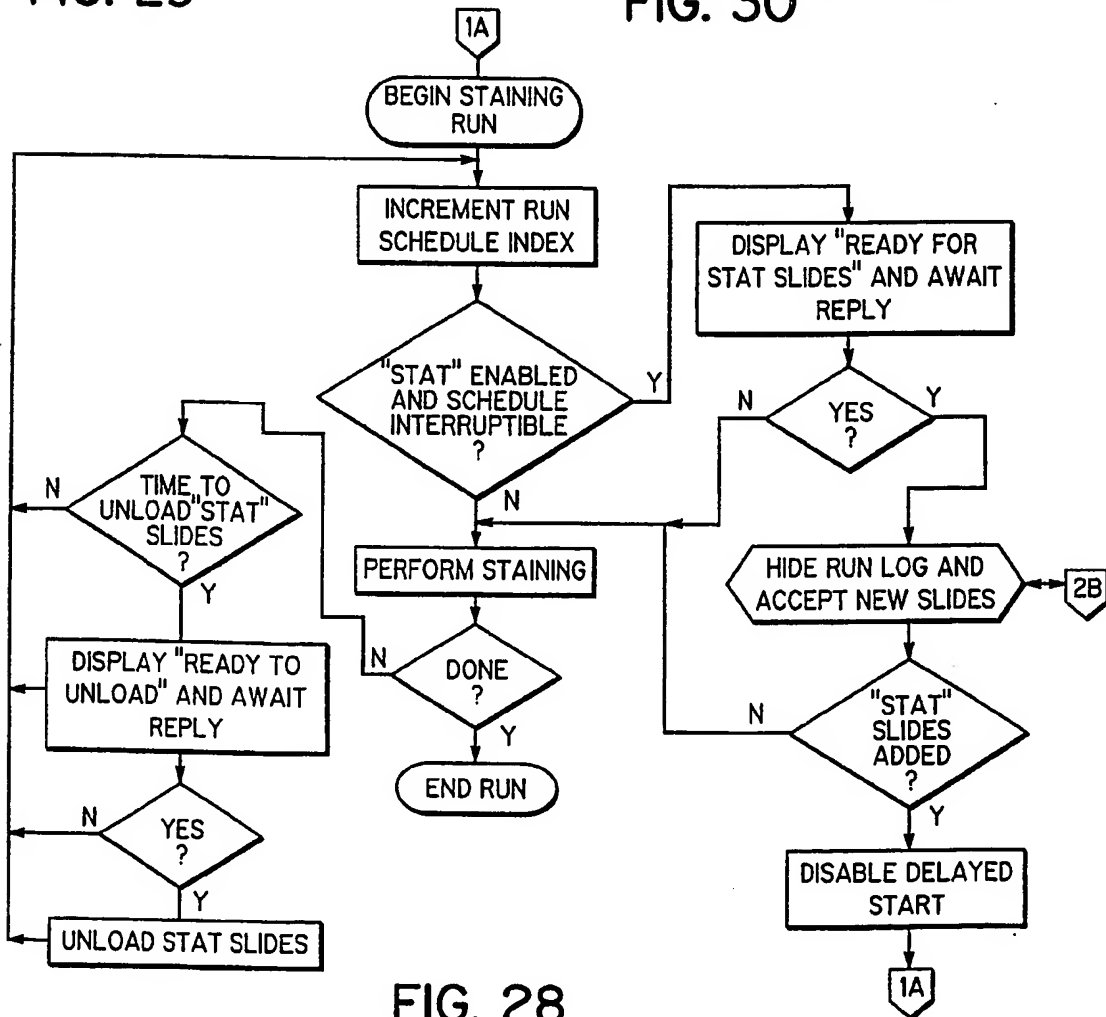 FIG. 30
1A
BEGIN STAINING
RUN
INCREMENT RUN
SCHEDULE INDEX
DISPLAY "READY FOR
STAT SLIDES" AND AWAIT
REPLY
"STAT" ENABLED
AND SCHEDULE
INTERRUPTIBLE
?
Y
N
YES
?
N
Y
TIME TO
UNLOAD "STAT"
SLIDES
?
N
Y
PERFORM STAINING
HIDE RUN LOG AND
ACCEPT NEW SLIDES
2B
DISPLAY "READY TO
UNLOAD" AND AWAIT
REPLY
DONE
?
N
Y
"STAT"
SLIDES
ADDED
?
N
Y
END RUN
YES
?
N
Y
DISABLE DELAYED
START
UNLOAD STAT SLIDES
1A
FIG. 28